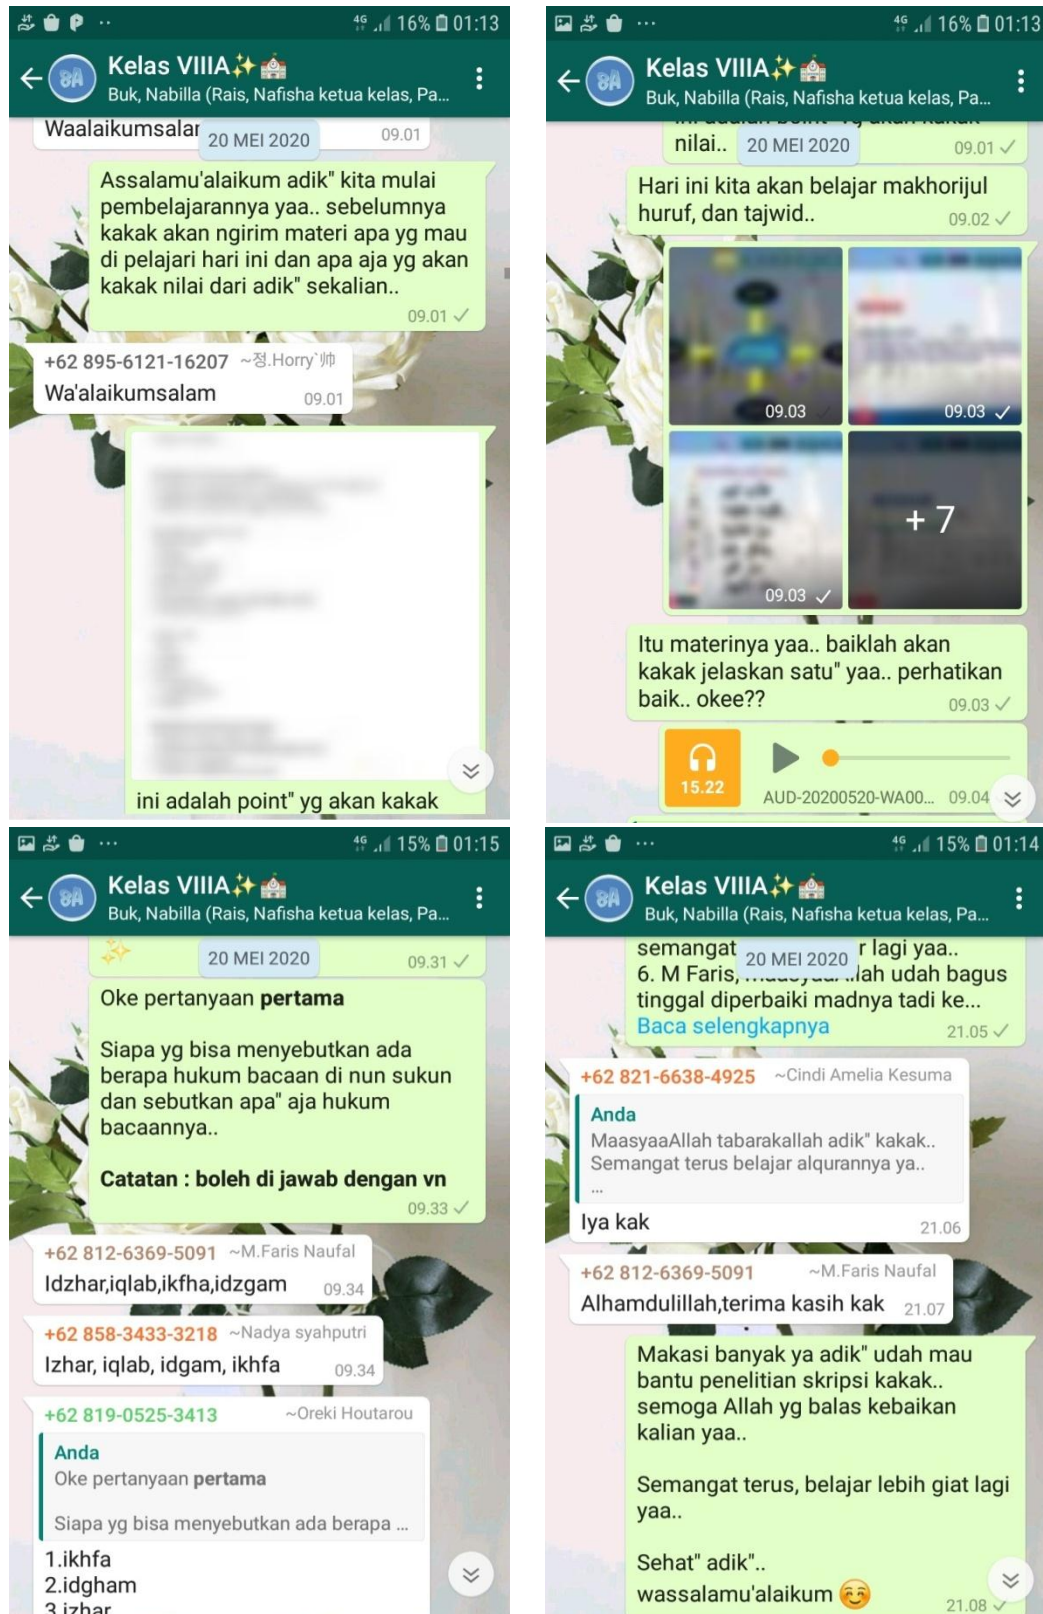 4G 16% 01:13
Kelas VIIIA✨🏫
8A
Buk, Nabilla (Rais, Nafisha ketua kelas, Pa...
20 MEI 2020
09.01
Assalamu'alaikum adik" kita mulai
pembelajarannya yaa.. sebelumnya
kakak akan ngirim materi apa yg mau
di pelajari hari ini dan apa aja yg akan
kakak nilai dari adik" sekalian..
09.01
+62 895-6121-16207 ~정.Horry`帅
Wa'alaikumsalam 09.01
ini adalah point" yg akan kakak
4G 16% 01:13
Kelas VIIIA✨🏫
8A
Buk, Nabilla (Rais, Nafisha ketua kelas, Pa...
nilai.. 09.01
20 MEI 2020
Hari ini kita akan belajar makhorijul
huruf, dan tajwid.. 09.02
09.03
09.03
09.03
+ 7
Itu materinya yaa.. baiklah akan
kakak jelaskan satu" yaa.. perhatikan
baik.. okee?? 09.03
15.22
AUD-20200520-WA00... 09.04
4G 15% 01:15
Kelas VIIIA✨🏫
8A
Buk, Nabilla (Rais, Nafisha ketua kelas, Pa...
✨ 09.31
20 MEI 2020
Oke pertanyaan pertama
Siapa yg bisa menyebutkan ada
berapa hukum bacaan di nun sukun
dan sebutkan apa" aja hukum
bacaannya..
Catatan : boleh di jawab dengan vn
09.33
+62 812-6369-5091 ~M.Faris Naufal
Idzhar,iqlab,ikfha,idzgam 09.34
+62 858-3433-3218 ~Nadya syahputri
Izhar, iqlab, idgam, ikhfa 09.34
+62 819-0525-3413 ~Oreki Houtarou
Anda
Oke pertanyaan pertama
Siapa yg bisa menyebutkan ada berapa ...
1.ikhfa
2.idgham
3.izhar
4G 15% 01:14
Kelas VIIIA✨🏫
8A
Buk, Nabilla (Rais, Nafisha ketua kelas, Pa...
semangat r lagi yaa..
20 MEI 2020
6. M Faris, udah bagus
tinggal diperbaiki madnya tadi ke...
Baca selengkapnya 21.05
+62 821-6638-4925 ~Cindi Amelia Kesuma
Anda
MaasyaaAllah tabarakallah adik" kakak..
Semangat terus belajar alqurannya ya..
...
Iya kak 21.06
+62 812-6369-5091 ~M.Faris Naufal
Alhamdulillah,terima kasih kak 21.07
Makasi banyak ya adik" udah mau
bantu penelitian skripsi kakak..
semoga Allah yg balas kebaikan
kalian yaa..
Semangat terus, belajar lebih giat lagi
yaa..
Sehat" adik"..
wassalamu'alaikum 😊
21.08